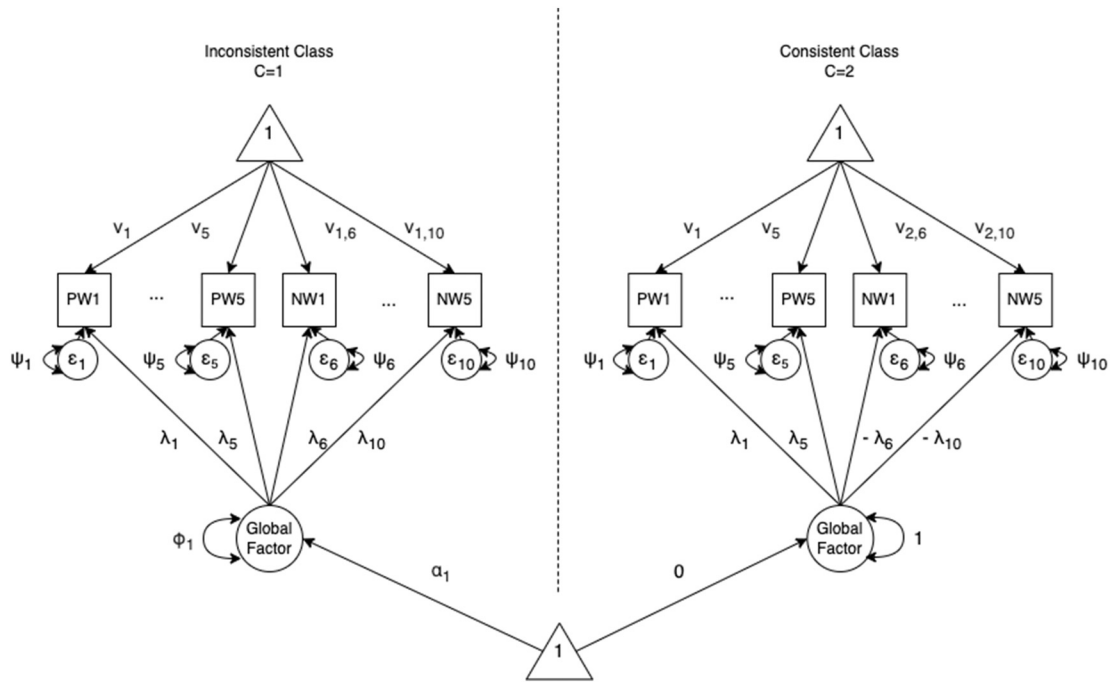 Inconsistent Class
C=1
Consistent Class
C=2
1
1
v₁
v₅
v₁,₆
v₁,₁₀
v₁
v₅
v₂,₆
v₂,₁₀
PW1
...
PW5
NW1
...
NW5
PW1
...
PW5
NW1
...
NW5
ψ₁
ε₁
ψ₅
ε₅
ε₆
ψ₆
ε₁₀
ψ₁₀
ψ₁
ε₁
ψ₅
ε₅
ε₆
ψ₆
ε₁₀
ψ₁₀
λ₁
λ₅
λ₆
λ₁₀
λ₁
λ₅
- λ₆
- λ₁₀
ϕ₁
Global
Factor
Global
Factor
1
α₁
0
1